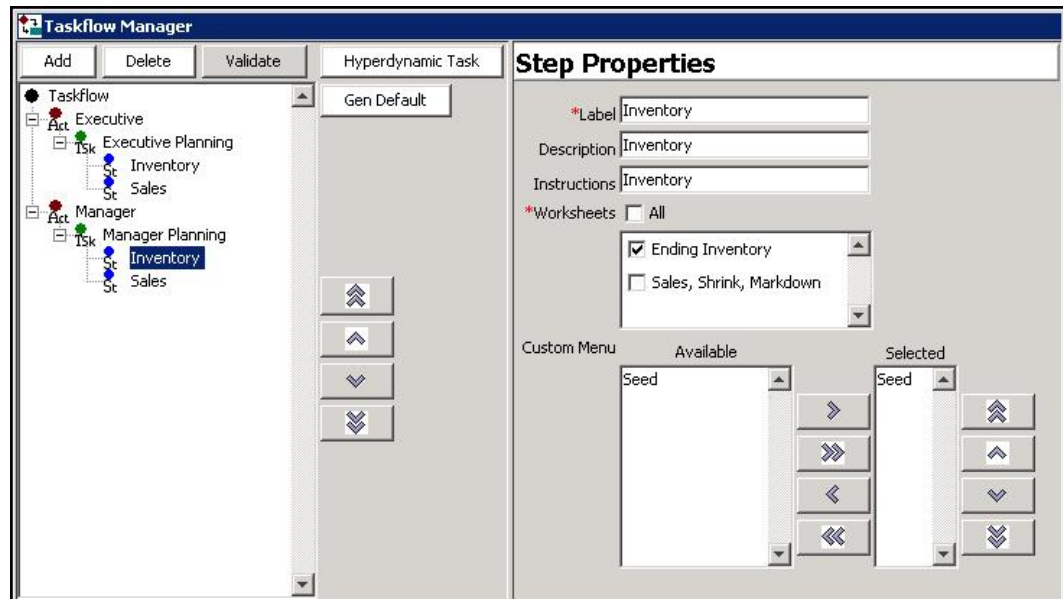 Taskflow Manager
Add Delete Validate Hyperdynamic Task
Gen Default
Taskflow
Act Executive
Tsk Executive Planning
St Inventory
St Sales
Act Manager
Tsk Manager Planning
St Inventory
St Sales
Step Properties
*Label Inventory
Description Inventory
Instructions Inventory
*Worksheets All
Ending Inventory
Sales, Shrink, Markdown
Custom Menu Available Selected
Seed Seed